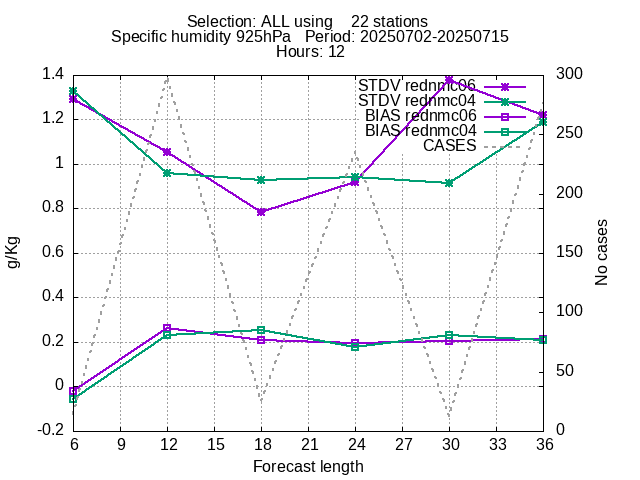 Selection: ALL using 22 stations
Specific humidity 925hPa Period: 20250702-20250715
Hours: 12
STDV rednmc06
STDV rednmc04
BIAS rednmc06
BIAS rednmc04
CASES
1.4
1.2
1
0.8
0.6
0.4
0.2
0
-0.2
g/Kg
300
250
200
150
100
50
0
No cases
6 9 12 15 18 21 24 27 30 33 36
Forecast length